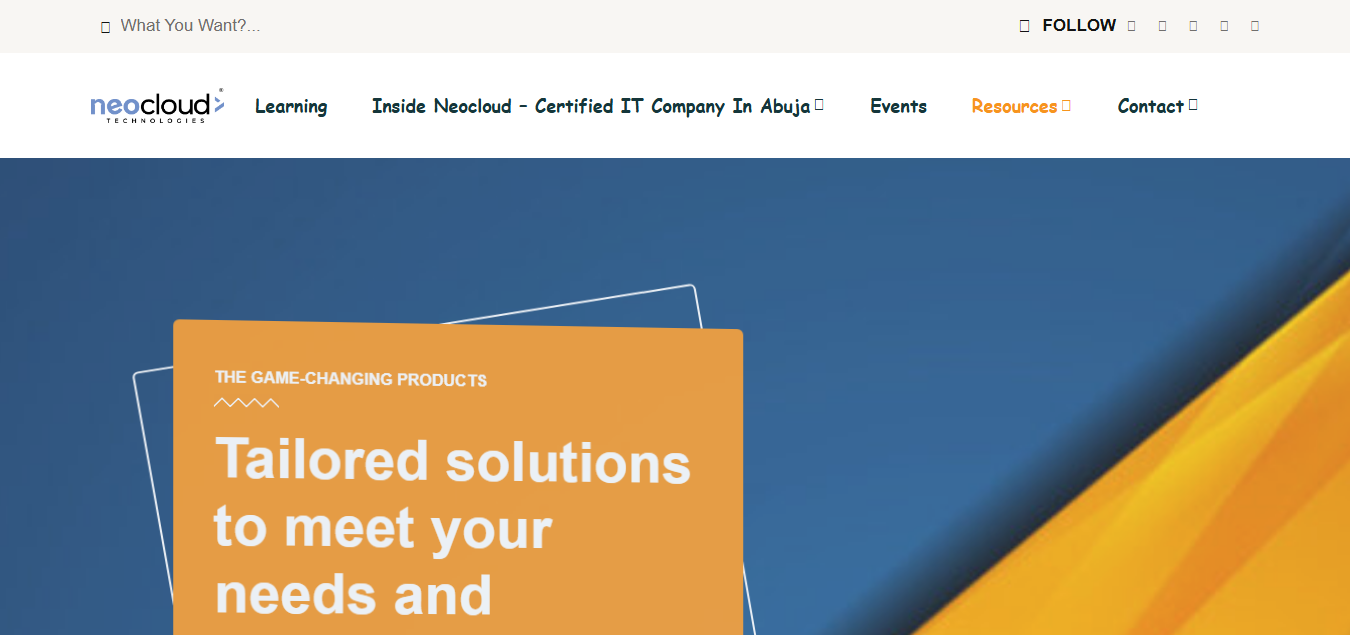 What You Want?...
FOLLOW
neocloud
TECHNOLOGIES
Learning
Inside Neocloud – Certified IT Company In Abuja
Events
Resources
Contact
THE GAME-CHANGING PRODUCTS
Tailored solutions
to meet your
needs and